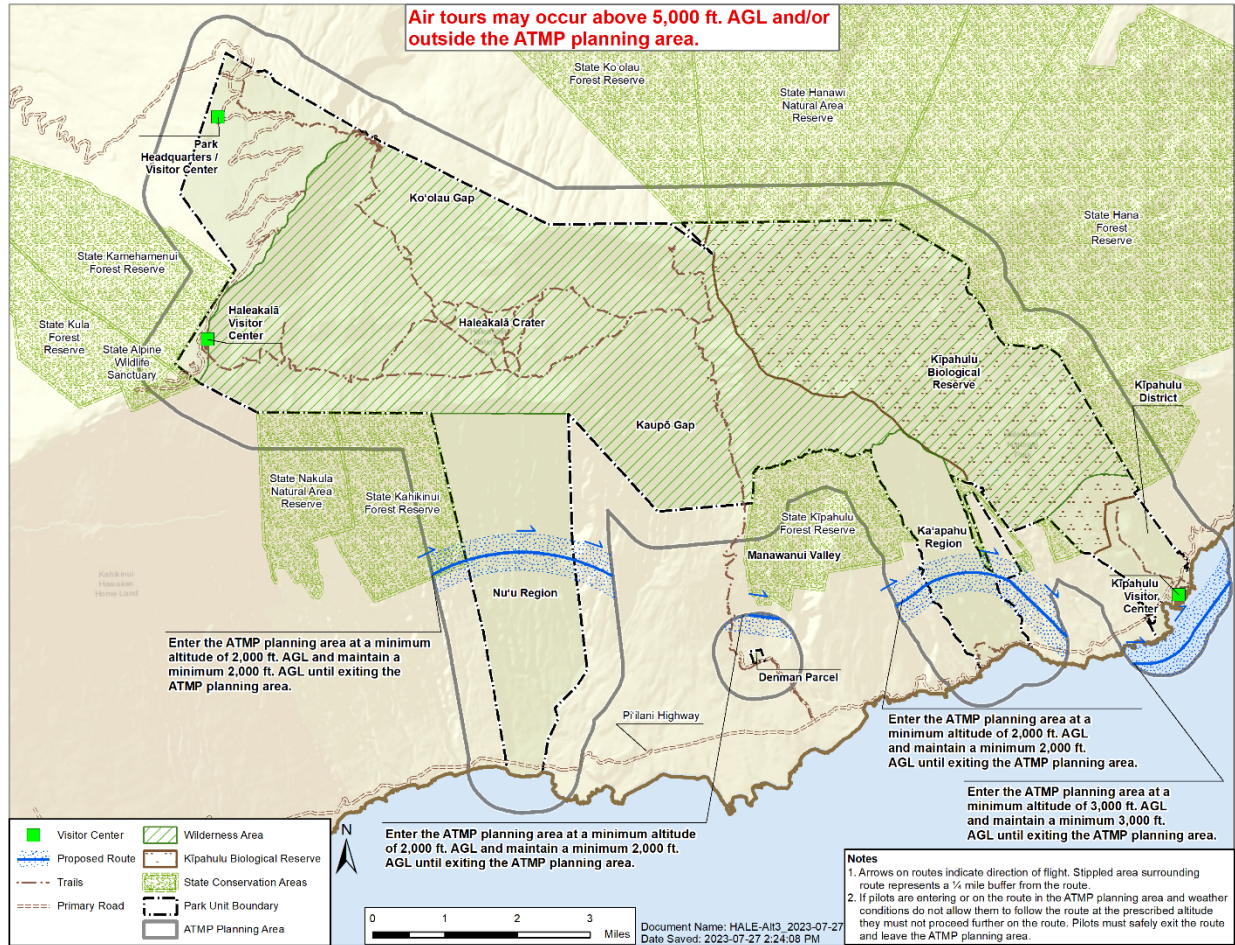 Air tours may occur above 5,000 ft. AGL and/or
outside the ATMP planning area.
State Ko'olau
Forest Reserve
State Hanawi
Natural Area
Reserve
Park
Headquarters /
Visitor Center
Ko'olau Gap
State Hana
Forest
Reserve
State Kamehamenui
Forest Reserve
Haleakalā
Visitor
Center
Haleakalā Crater
State Kula
Forest
Reserve
State Alpine
Wildlife
Sanctuary
Kīpahulu
Biological
Reserve
Kīpahulu
District
Kaupō Gap
State Nakula
Natural Area
Reserve
State Kahikinui
Forest Reserve
State Kīpahulu
Forest Reserve
Manawanui Valley
Ka'apahu
Region
Kahikinui
Hawaiian
Home Land
Nu'u Region
Kīpahulu
Visitor
Center
Enter the ATMP planning area at a minimum
altitude of 2,000 ft. AGL and maintain a
minimum 2,000 ft. AGL until exiting the
ATMP planning area.
Denman Parcel
Pi'ilani Highway
Enter the ATMP planning area at a
minimum altitude of 2,000 ft. AGL
and maintain a minimum 2,000 ft.
AGL until exiting the ATMP planning area.
Enter the ATMP planning area at a
minimum altitude of 3,000 ft. AGL
and maintain a minimum 3,000 ft.
AGL until exiting the ATMP planning area.
Enter the ATMP planning area at a minimum altitude
of 2,000 ft. AGL and maintain a minimum 2,000 ft.
AGL until exiting the ATMP planning area.
Visitor Center
Proposed Route
Trails
Primary Road
Wilderness Area
Kīpahulu Biological Reserve
State Conservation Areas
Park Unit Boundary
ATMP Planning Area
N
0 1 2 3
Miles
Document Name: HALE-Alt3_2023-07-27
Date Saved: 2023-07-27 2:24:08 PM
Notes
1. Arrows on routes indicate direction of flight. Stippled area surrounding
route represents a ¼ mile buffer from the route.
2. If pilots are entering or on the route in the ATMP planning area and weather
conditions do not allow them to follow the route at the prescribed altitude
they must not proceed further on the route. Pilots must safely exit the route
and leave the ATMP planning area.